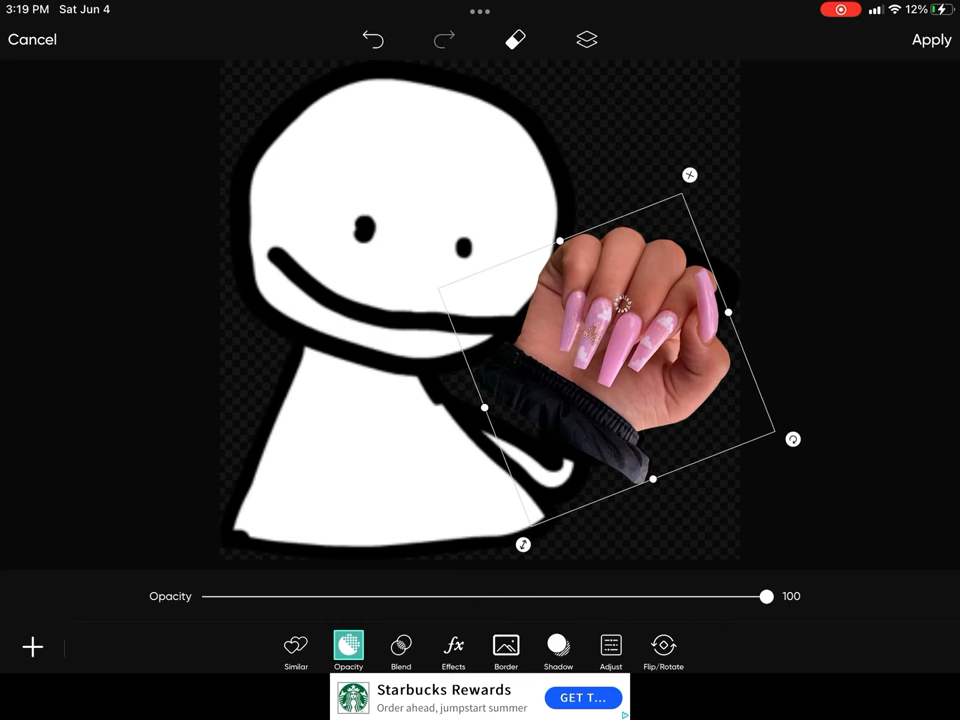 3:19 PM Sat Jun 4
12%
Cancel
Apply
Opacity
100
Similar
Opacity
Blend
fx
Effects
Border
Shadow
Adjust
Flip/Rotate
Starbucks Rewards
Order ahead, jumpstart summer
GET T...